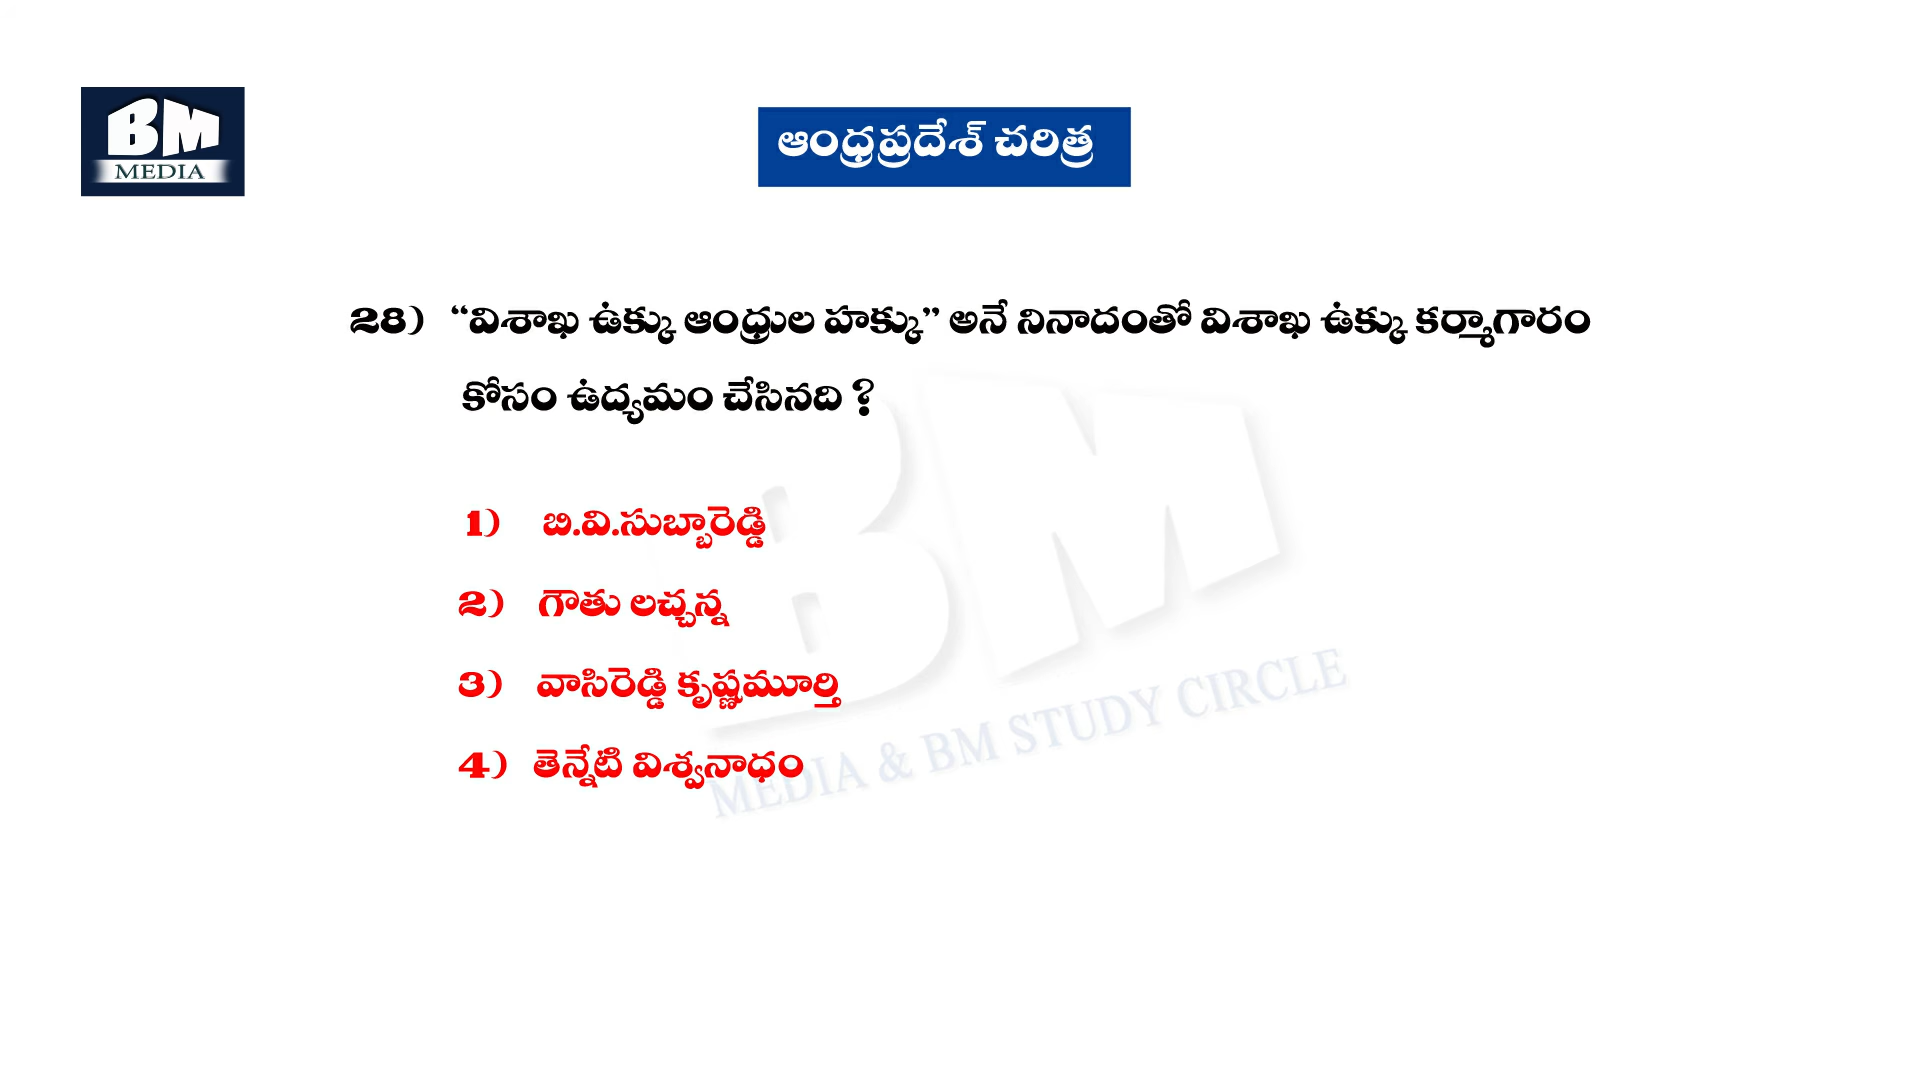 BM
MEDIA
ఆంధ్రప్రదేశ్ చరిత్ర
28) “విశాఖ ఉక్కు ఆంధ్రుల హక్కు” అనే నినాదంతో విశాఖ ఉక్కు కర్మాగారం
కోసం ఉద్యమం చేసినది ?
1) బి.వి.సుబ్బారెడ్డి
2) గౌతు లచ్చన్న
3) వాసిరెడ్డి కృష్ణమూర్తి
4) తెన్నేటి విశ్వనాధం
BM
MEDIA & BM STUDY CIRCLE